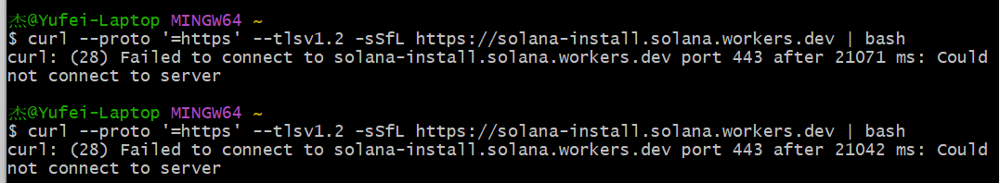 杰@Yufei-Laptop MINGW64 ~
$ curl --proto '=https' --tlsv1.2 -sSfL https://solana-install.solana.workers.dev | bash
curl: (28) Failed to connect to solana-install.solana.workers.dev port 443 after 21071 ms: Could
not connect to server
杰@Yufei-Laptop MINGW64 ~
$ curl --proto '=https' --tlsv1.2 -sSfL https://solana-install.solana.workers.dev | bash
curl: (28) Failed to connect to solana-install.solana.workers.dev port 443 after 21042 ms: Could
not connect to server